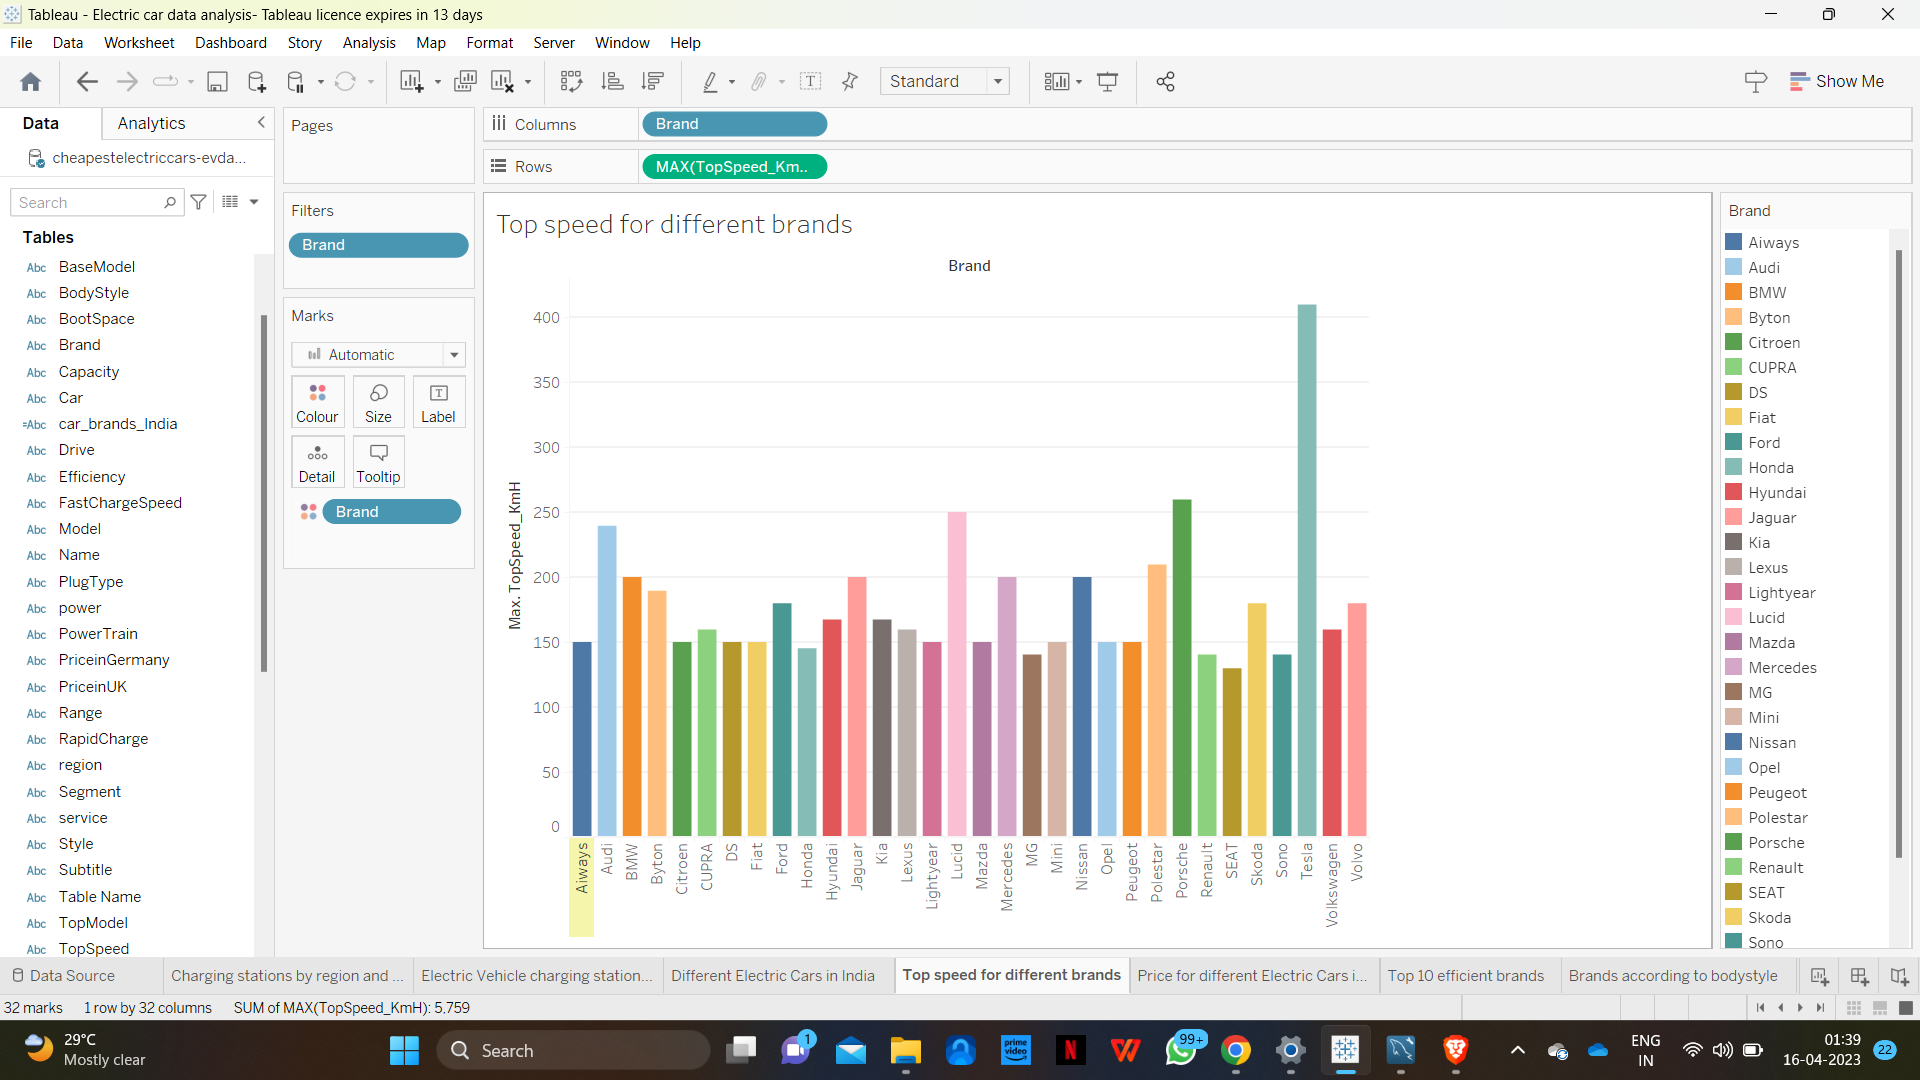 Tableau - Electric car data analysis- Tableau licence expires in 13 days
File Data Worksheet Dashboard Story Analysis Map Format Server Window Help
Standard
Show Me
Data Analytics
cheapestelectriccars-evda...
Search
Tables
Abc BaseModel
Abc BodyStyle
Abc BootSpace
Abc Brand
Abc Capacity
Abc Car
=Abc car_brands_India
Abc Drive
Abc Efficiency
Abc FastChargeSpeed
Abc Model
Abc Name
Abc PlugType
Abc power
Abc PowerTrain
Abc PriceinGermany
Abc PriceinUK
Abc Range
Abc RapidCharge
Abc region
Abc Segment
Abc service
Abc Style
Abc Subtitle
Abc Table Name
Abc TopModel
Abc TopSpeed
Pages
Filters
Brand
Marks
Automatic
Colour Size Label
Detail Tooltip
Brand
Columns Brand
Rows MAX(TopSpeed_Km..
Top speed for different brands
Brand
Max. TopSpeed_KmH
400
350
300
250
200
150
100
50
0
Aiways
Audi
BMW
Byton
Citroen
CUPRA
DS
Fiat
Ford
Honda
Hyundai
Jaguar
Kia
Lexus
Lightyear
Lucid
Mazda
Mercedes
MG
Mini
Nissan
Opel
Peugeot
Polestar
Porsche
Renault
SEAT
Skoda
Sono
Tesla
Volkswagen
Volvo
Brand
Aiways
Audi
BMW
Byton
Citroen
CUPRA
DS
Fiat
Ford
Honda
Hyundai
Jaguar
Kia
Lexus
Lightyear
Lucid
Mazda
Mercedes
MG
Mini
Nissan
Opel
Peugeot
Polestar
Porsche
Renault
SEAT
Skoda
Sono
Data Source Charging stations by region and ... Electric Vehicle charging station... Different Electric Cars in India Top speed for different brands Price for different Electric Cars i... Top 10 efficient brands Brands according to bodystyle
32 marks 1 row by 32 columns SUM of MAX(TopSpeed_KmH): 5,759
29°C
Mostly clear
Search
1
prime video
N
W
99+
ENG
IN
01:39
16-04-2023
22